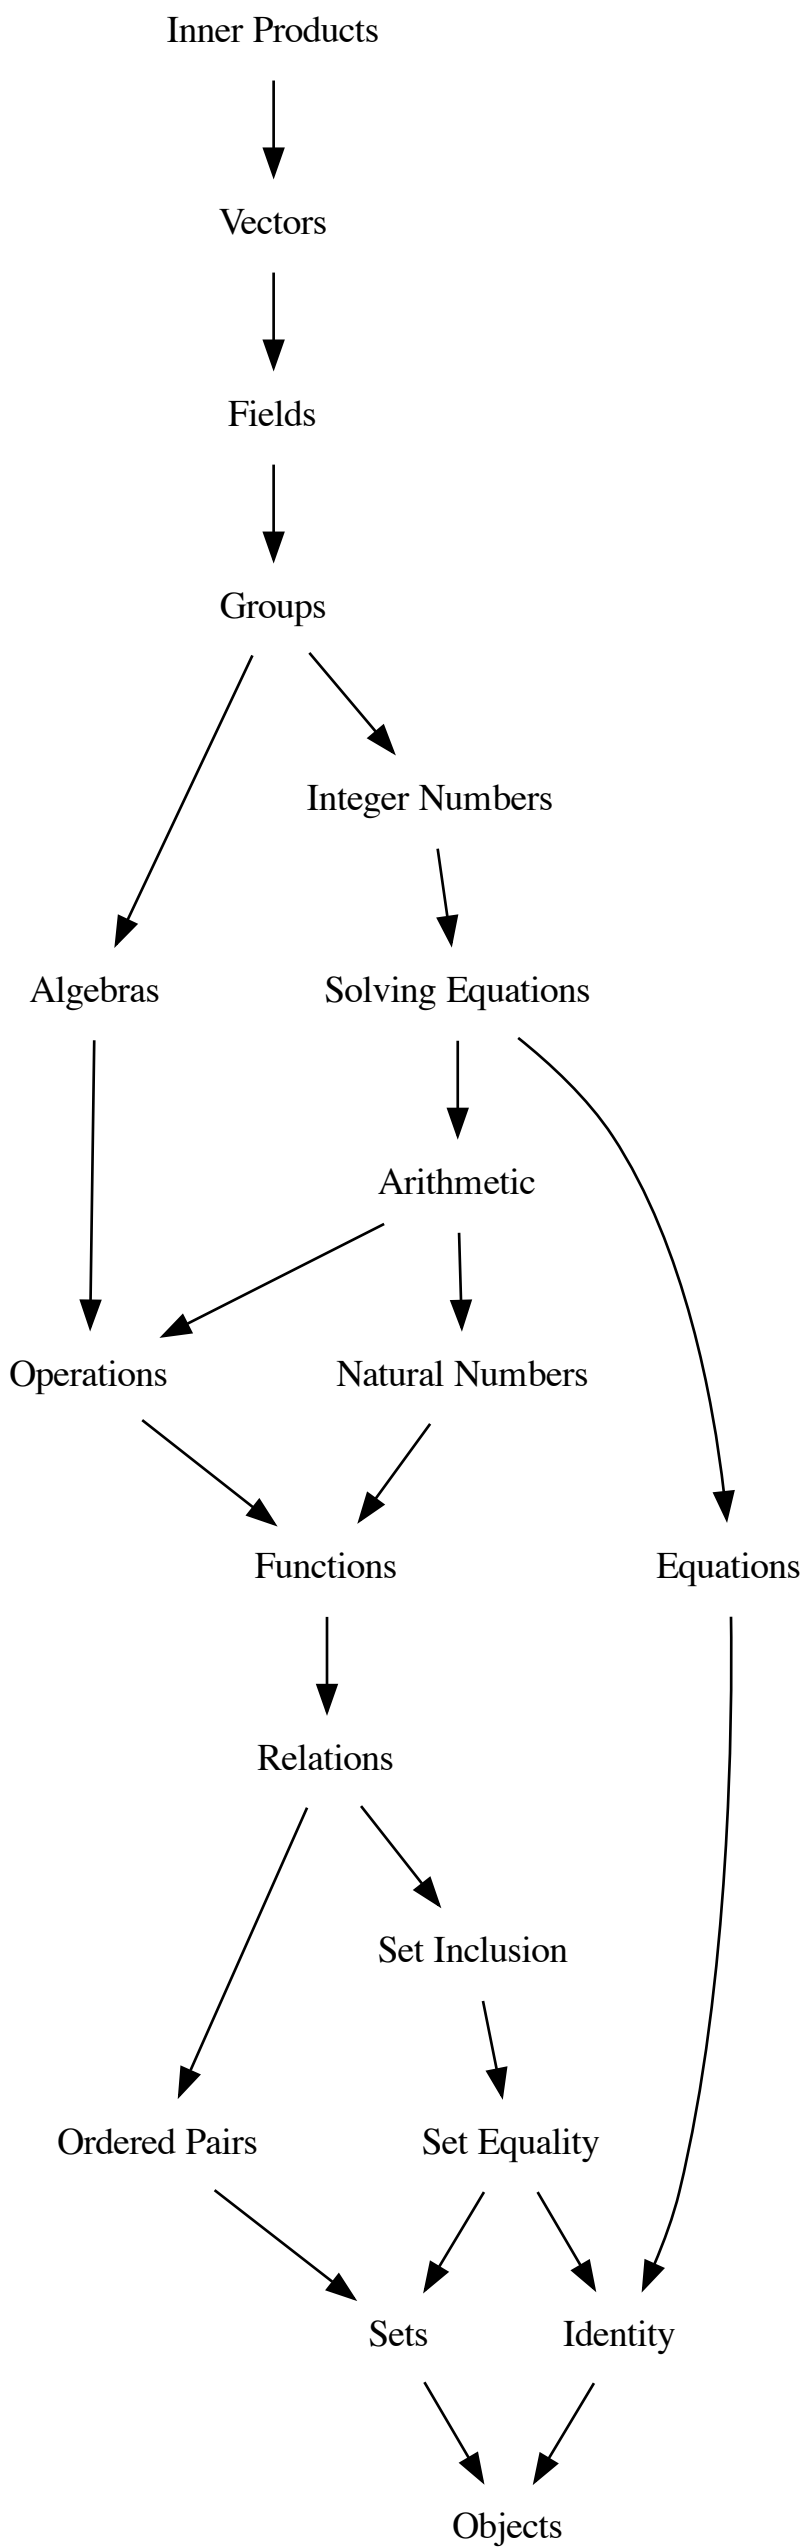 Inner Products
Vectors
Fields
Groups
Integer Numbers
Algebras
Solving Equations
Arithmetic
Operations
Natural Numbers
Functions
Equations
Relations
Set Inclusion
Ordered Pairs
Set Equality
Sets
Identity
Objects